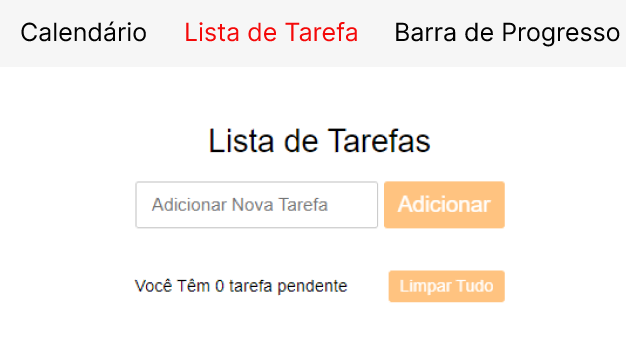 Calendário Lista de Tarefa Barra de Progresso
Lista de Tarefas
Adicionar Nova Tarefa Adicionar
Você Têm 0 tarefa pendente Limpar Tudo